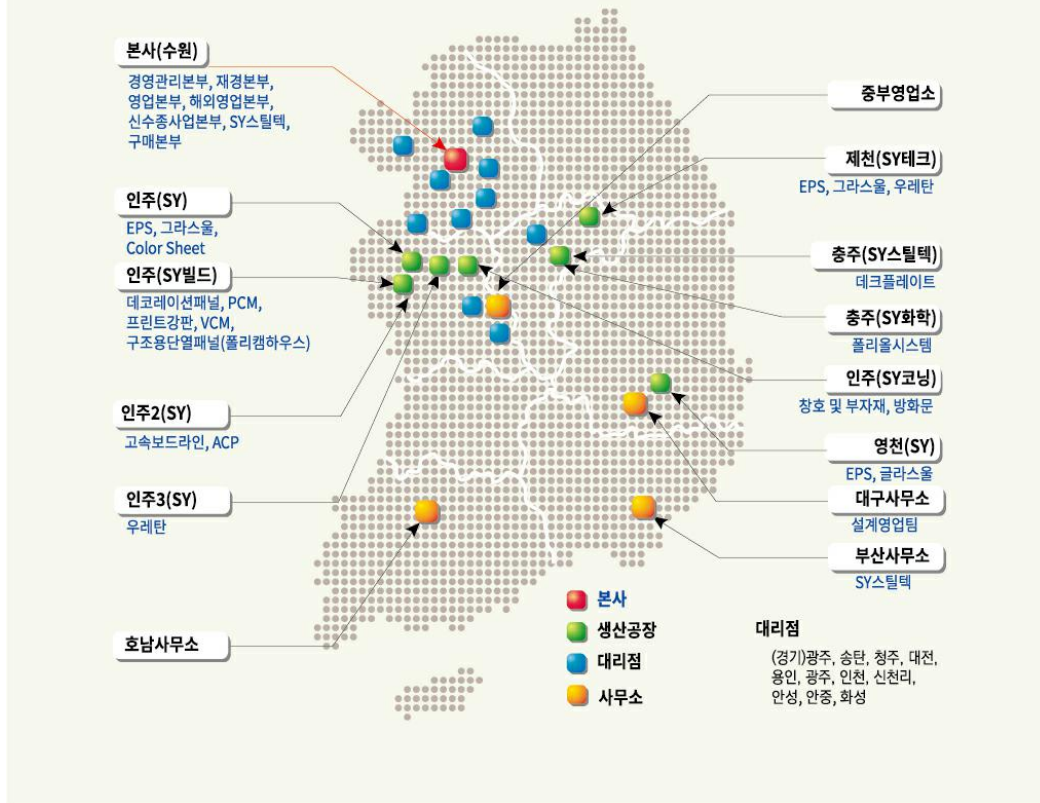 본사(수원)
경영관리본부, 재경본부,
영업본부, 해외영업본부,
신수종사업본부, SY스틸텍,
구매본부
인주(SY)
EPS, 그라스울,
Color Sheet
인주(SY빌드)
데코레이션패널, PCM,
프린트강판, VCM,
구조용단열패널(폴리캠하우스)
인주2(SY)
고속보드라인, ACP
인주3(SY)
우레탄
호남사무소
중부영업소
제천(SY테크)
EPS, 그라스울, 우레탄
충주(SY스틸텍)
데크플레이트
충주(SY화학)
폴리올시스템
인주(SY코닝)
창호 및 부자재, 방화문
영천(SY)
EPS, 글라스울
대구사무소
설계영업팀
부산사무소
SY스틸텍
본사
생산공장
대리점
사무소
대리점
(경기)광주, 송탄, 청주, 대전,
용인, 광주, 인천, 신천리,
안성, 안중, 화성